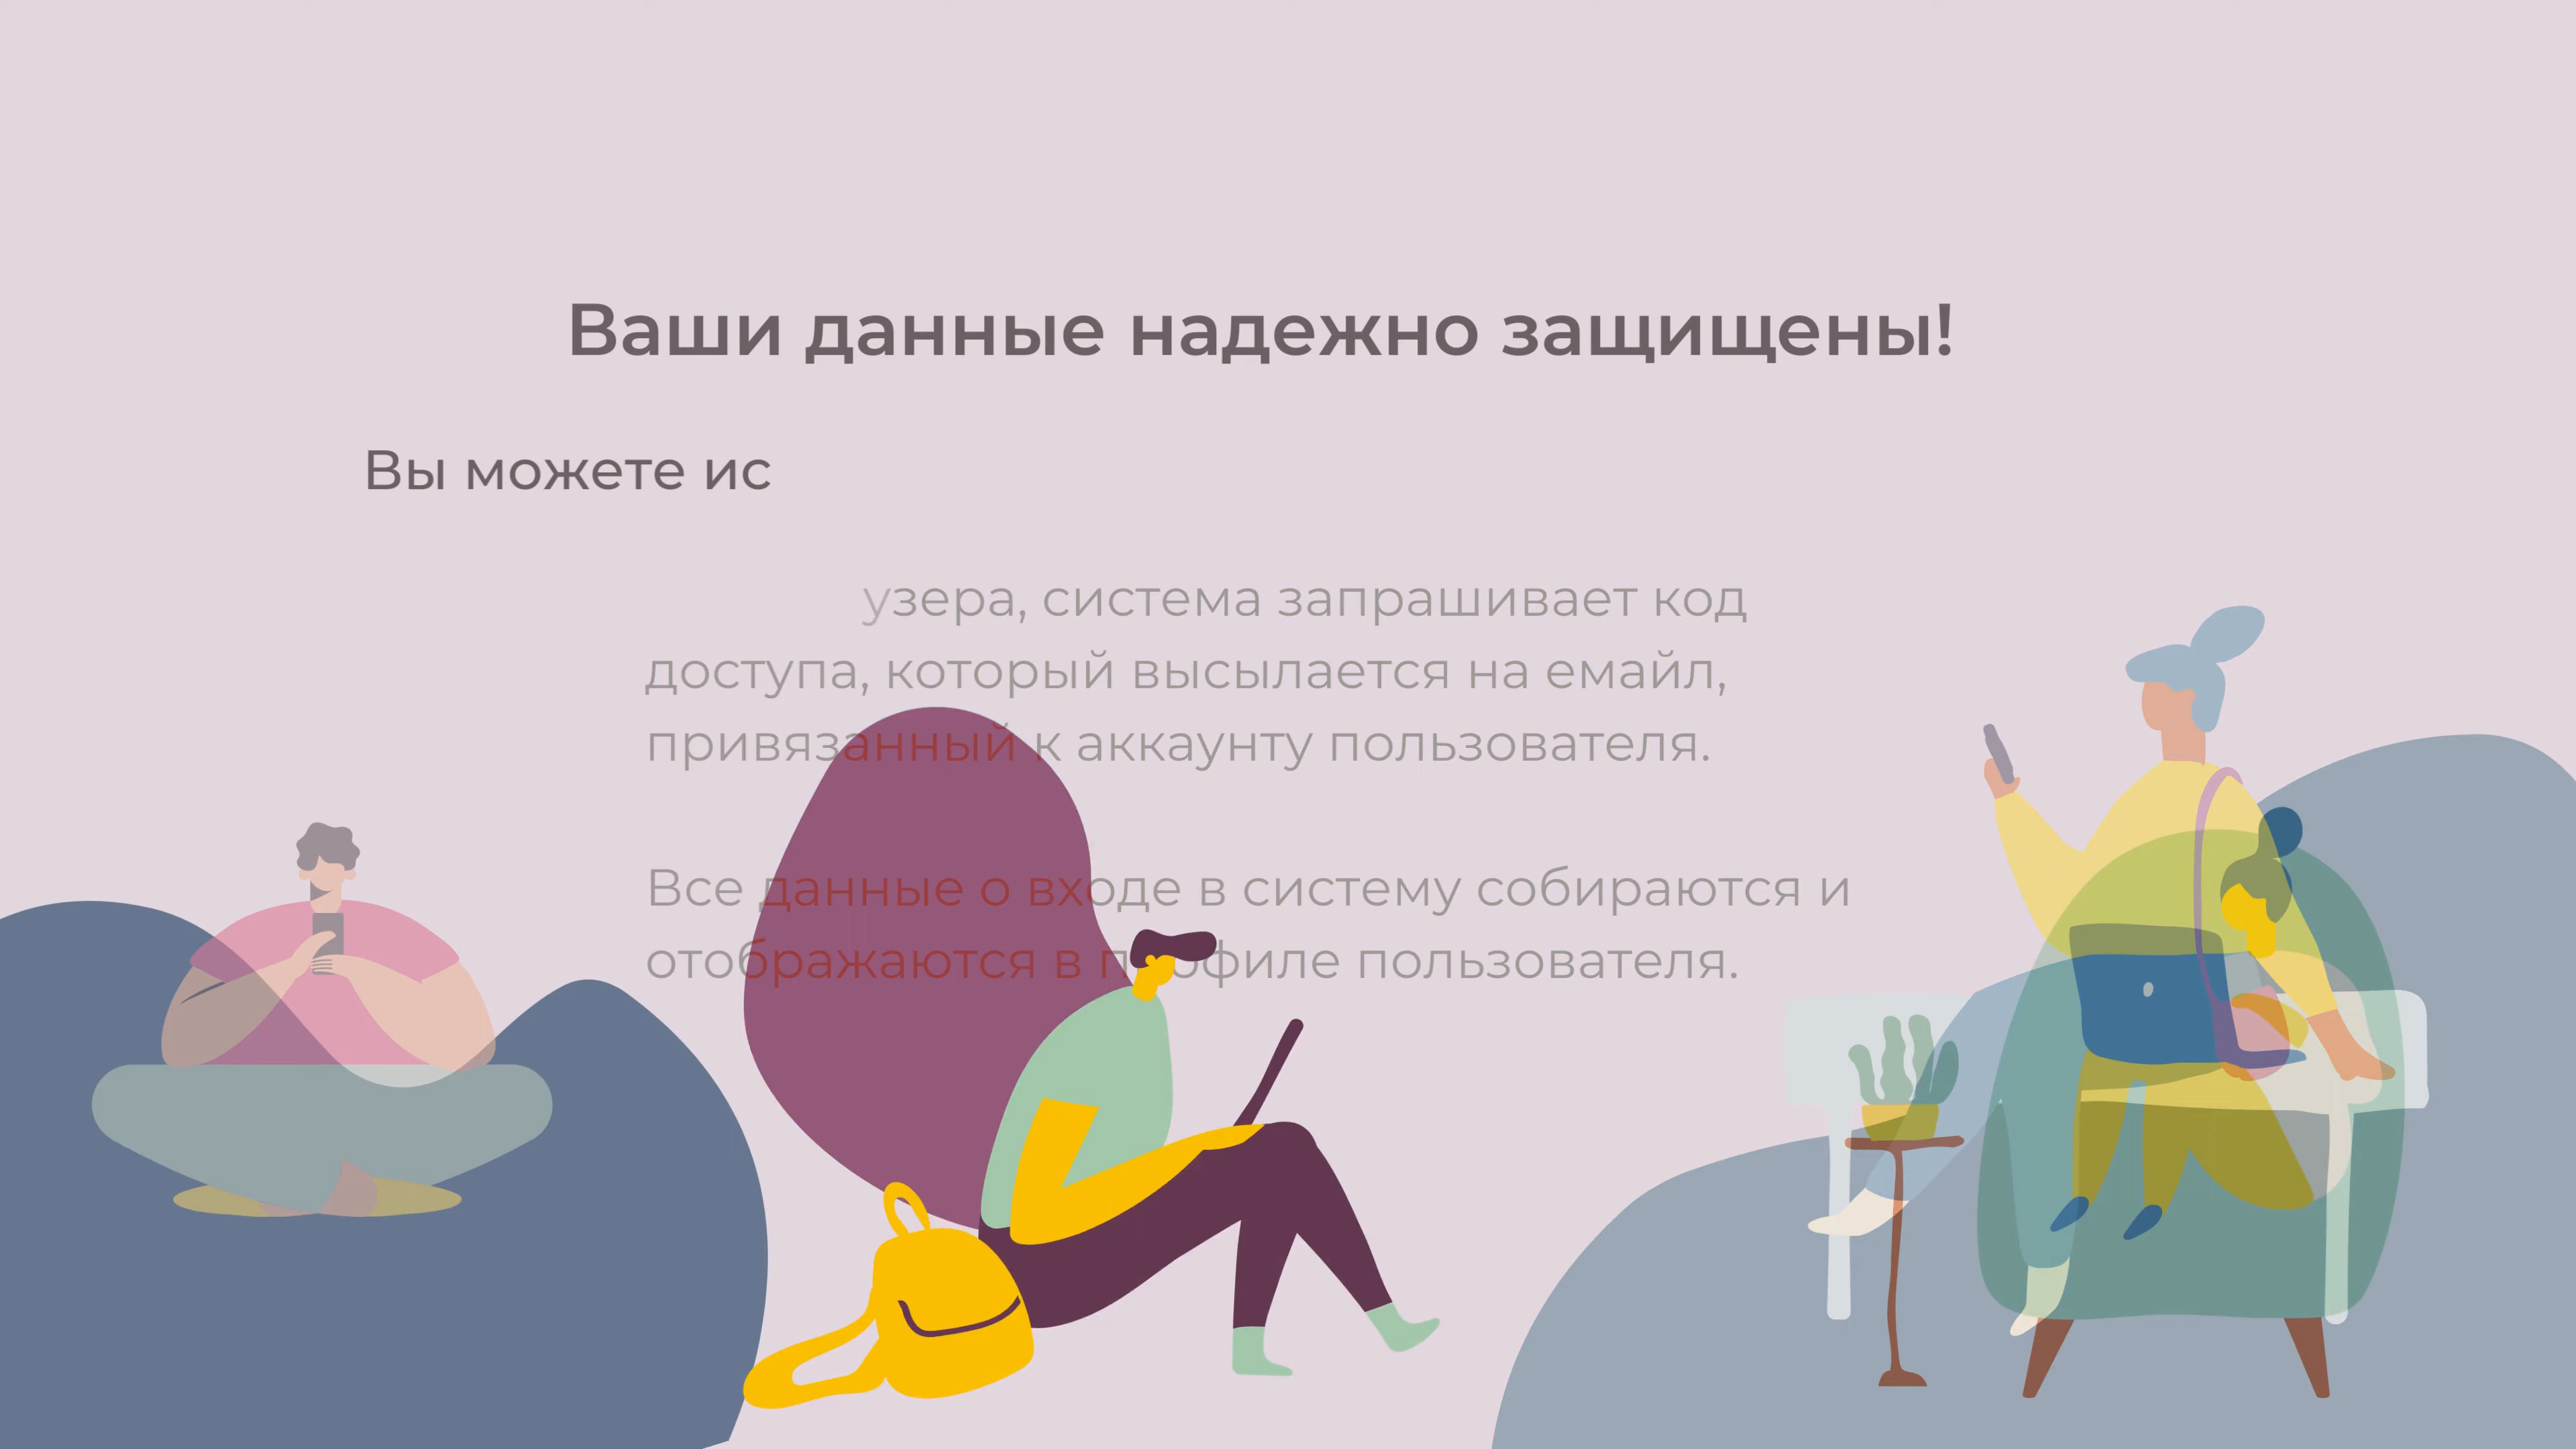 Ваши данные надежно защищены!
Вы можете ис
узера, система запрашивает код
доступа, который высылается на емайл,
привязанный к аккаунту пользователя.
Все данные о входе в систему собираются и
отображаются в профиле пользователя.